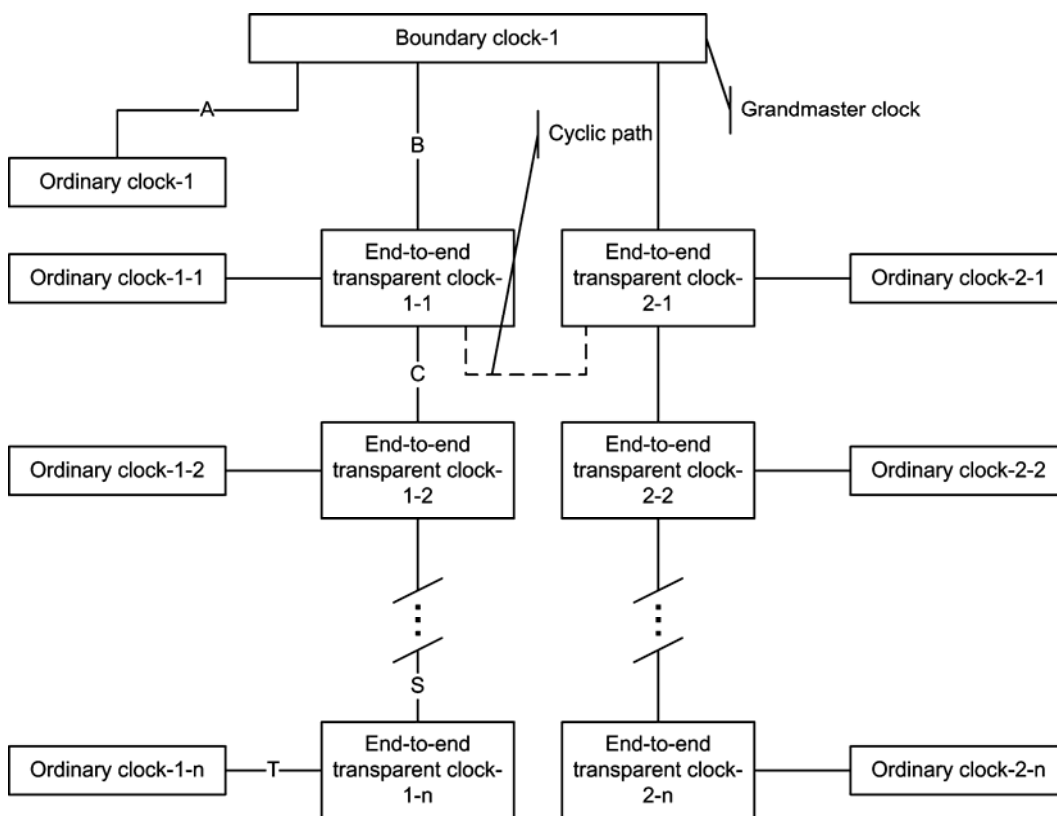 Boundary clock-1
Grandmaster clock
A
Cyclic path
B
Ordinary clock-1
Ordinary clock-1-1
End-to-end
transparent clock-
1-1
End-to-end
transparent clock-
2-1
Ordinary clock-2-1
C
Ordinary clock-1-2
End-to-end
transparent clock-
1-2
End-to-end
transparent clock-
2-2
Ordinary clock-2-2
S
Ordinary clock-1-n
T
End-to-end
transparent clock-
1-n
End-to-end
transparent clock-
2-n
Ordinary clock-2-n